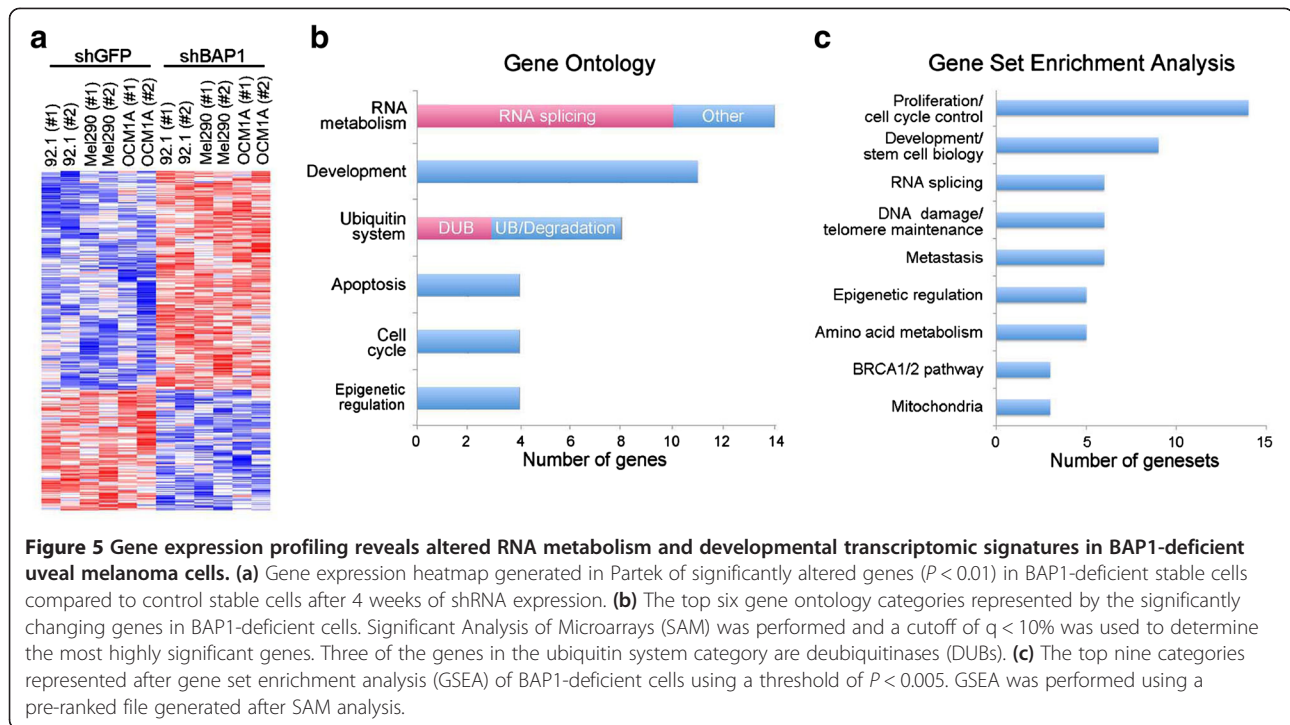 a
shGFP
shBAP1
92.1 (#1)
92.1 (#2)
Mel290 (#1)
Mel290 (#2)
OCM1A (#1)
OCM1A (#2)
92.1 (#1)
92.1 (#2)
Mel290 (#1)
Mel290 (#2)
OCM1A (#1)
OCM1A (#2)
b
Gene Ontology
RNA
metabolism
RNA splicing
Other
Development
Ubiquitin
system
DUB
UB/Degradation
Apoptosis
Cell
cycle
Epigenetic
regulation
0 2 4 6 8 10 12 14
Number of genes
c
Gene Set Enrichment Analysis
Proliferation/
cell cycle control
Development/
stem cell biology
RNA splicing
DNA damage/
telomere maintenance
Metastasis
Epigenetic regulation
Amino acid metabolism
BRCA1/2 pathway
Mitochondria
0 5 10 15
Number of genesets
Figure 5 Gene expression profiling reveals altered RNA metabolism and developmental transcriptomic signatures in BAP1-deficient
uveal melanoma cells. (a) Gene expression heatmap generated in Partek of significantly altered genes (P < 0.01) in BAP1-deficient stable cells
compared to control stable cells after 4 weeks of shRNA expression. (b) The top six gene ontology categories represented by the significantly
changing genes in BAP1-deficient cells. Significant Analysis of Microarrays (SAM) was performed and a cutoff of q < 10% was used to determine
the most highly significant genes. Three of the genes in the ubiquitin system category are deubiquitinases (DUBs). (c) The top nine categories
represented after gene set enrichment analysis (GSEA) of BAP1-deficient cells using a threshold of P < 0.005. GSEA was performed using a
pre-ranked file generated after SAM analysis.